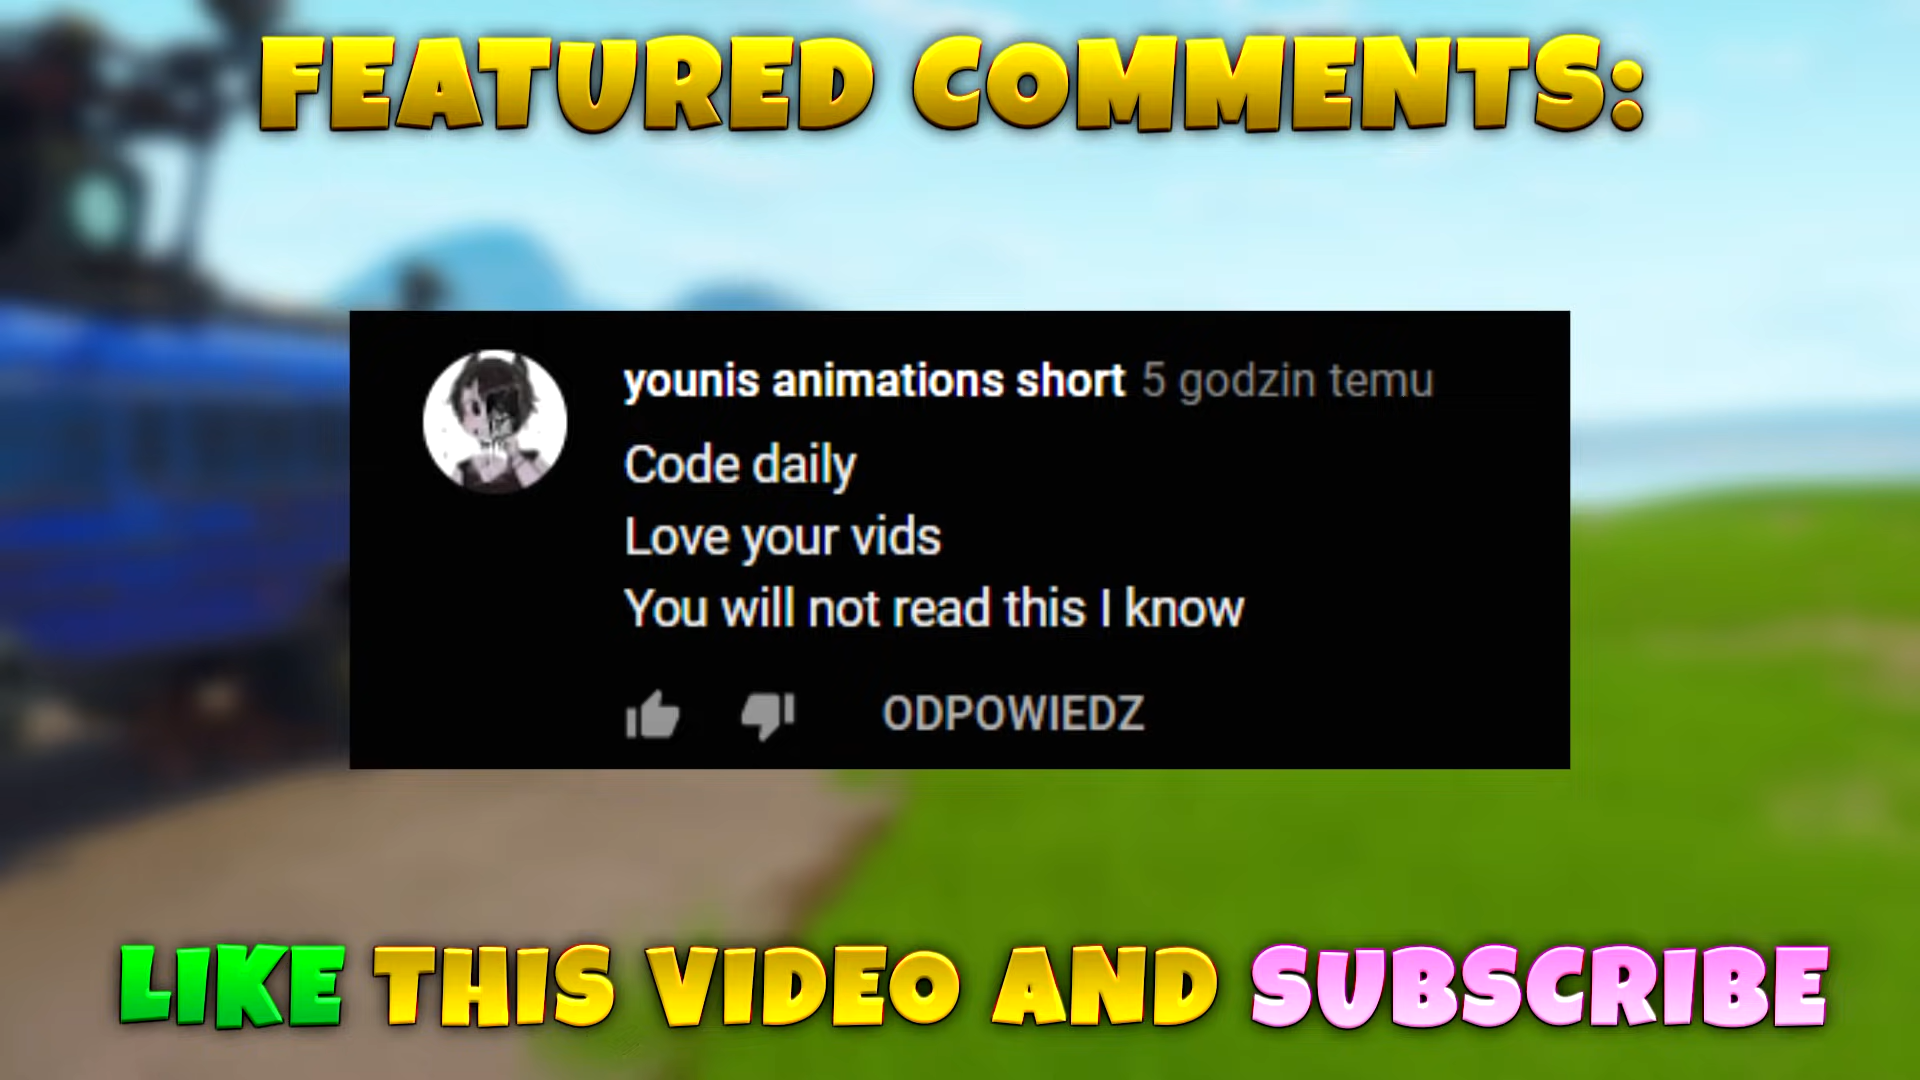 FEATURED COMMENTS:
younis animations short 5 godzin temu
Code daily
Love your vids
You will not read this I know
ODPOWIEDZ
LIKE THIS VIDEO AND SUBSCRIBE